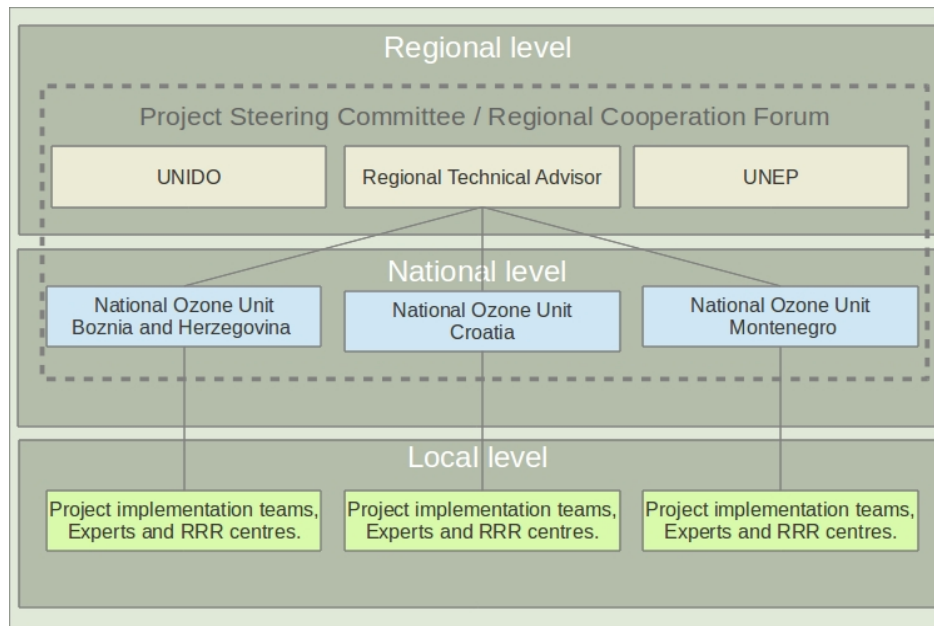 Regional level
Project Steering Committee / Regional Cooperation Forum
UNIDO
Regional Technical Advisor
UNEP
National level
National Ozone Unit
Boznia and Herzegovina
National Ozone Unit
Croatia
National Ozone Unit
Montenegro
Local level
Project implementation teams,
Experts and RRR centres.
Project implementation teams,
Experts and RRR centres.
Project implementation teams,
Experts and RRR centres.